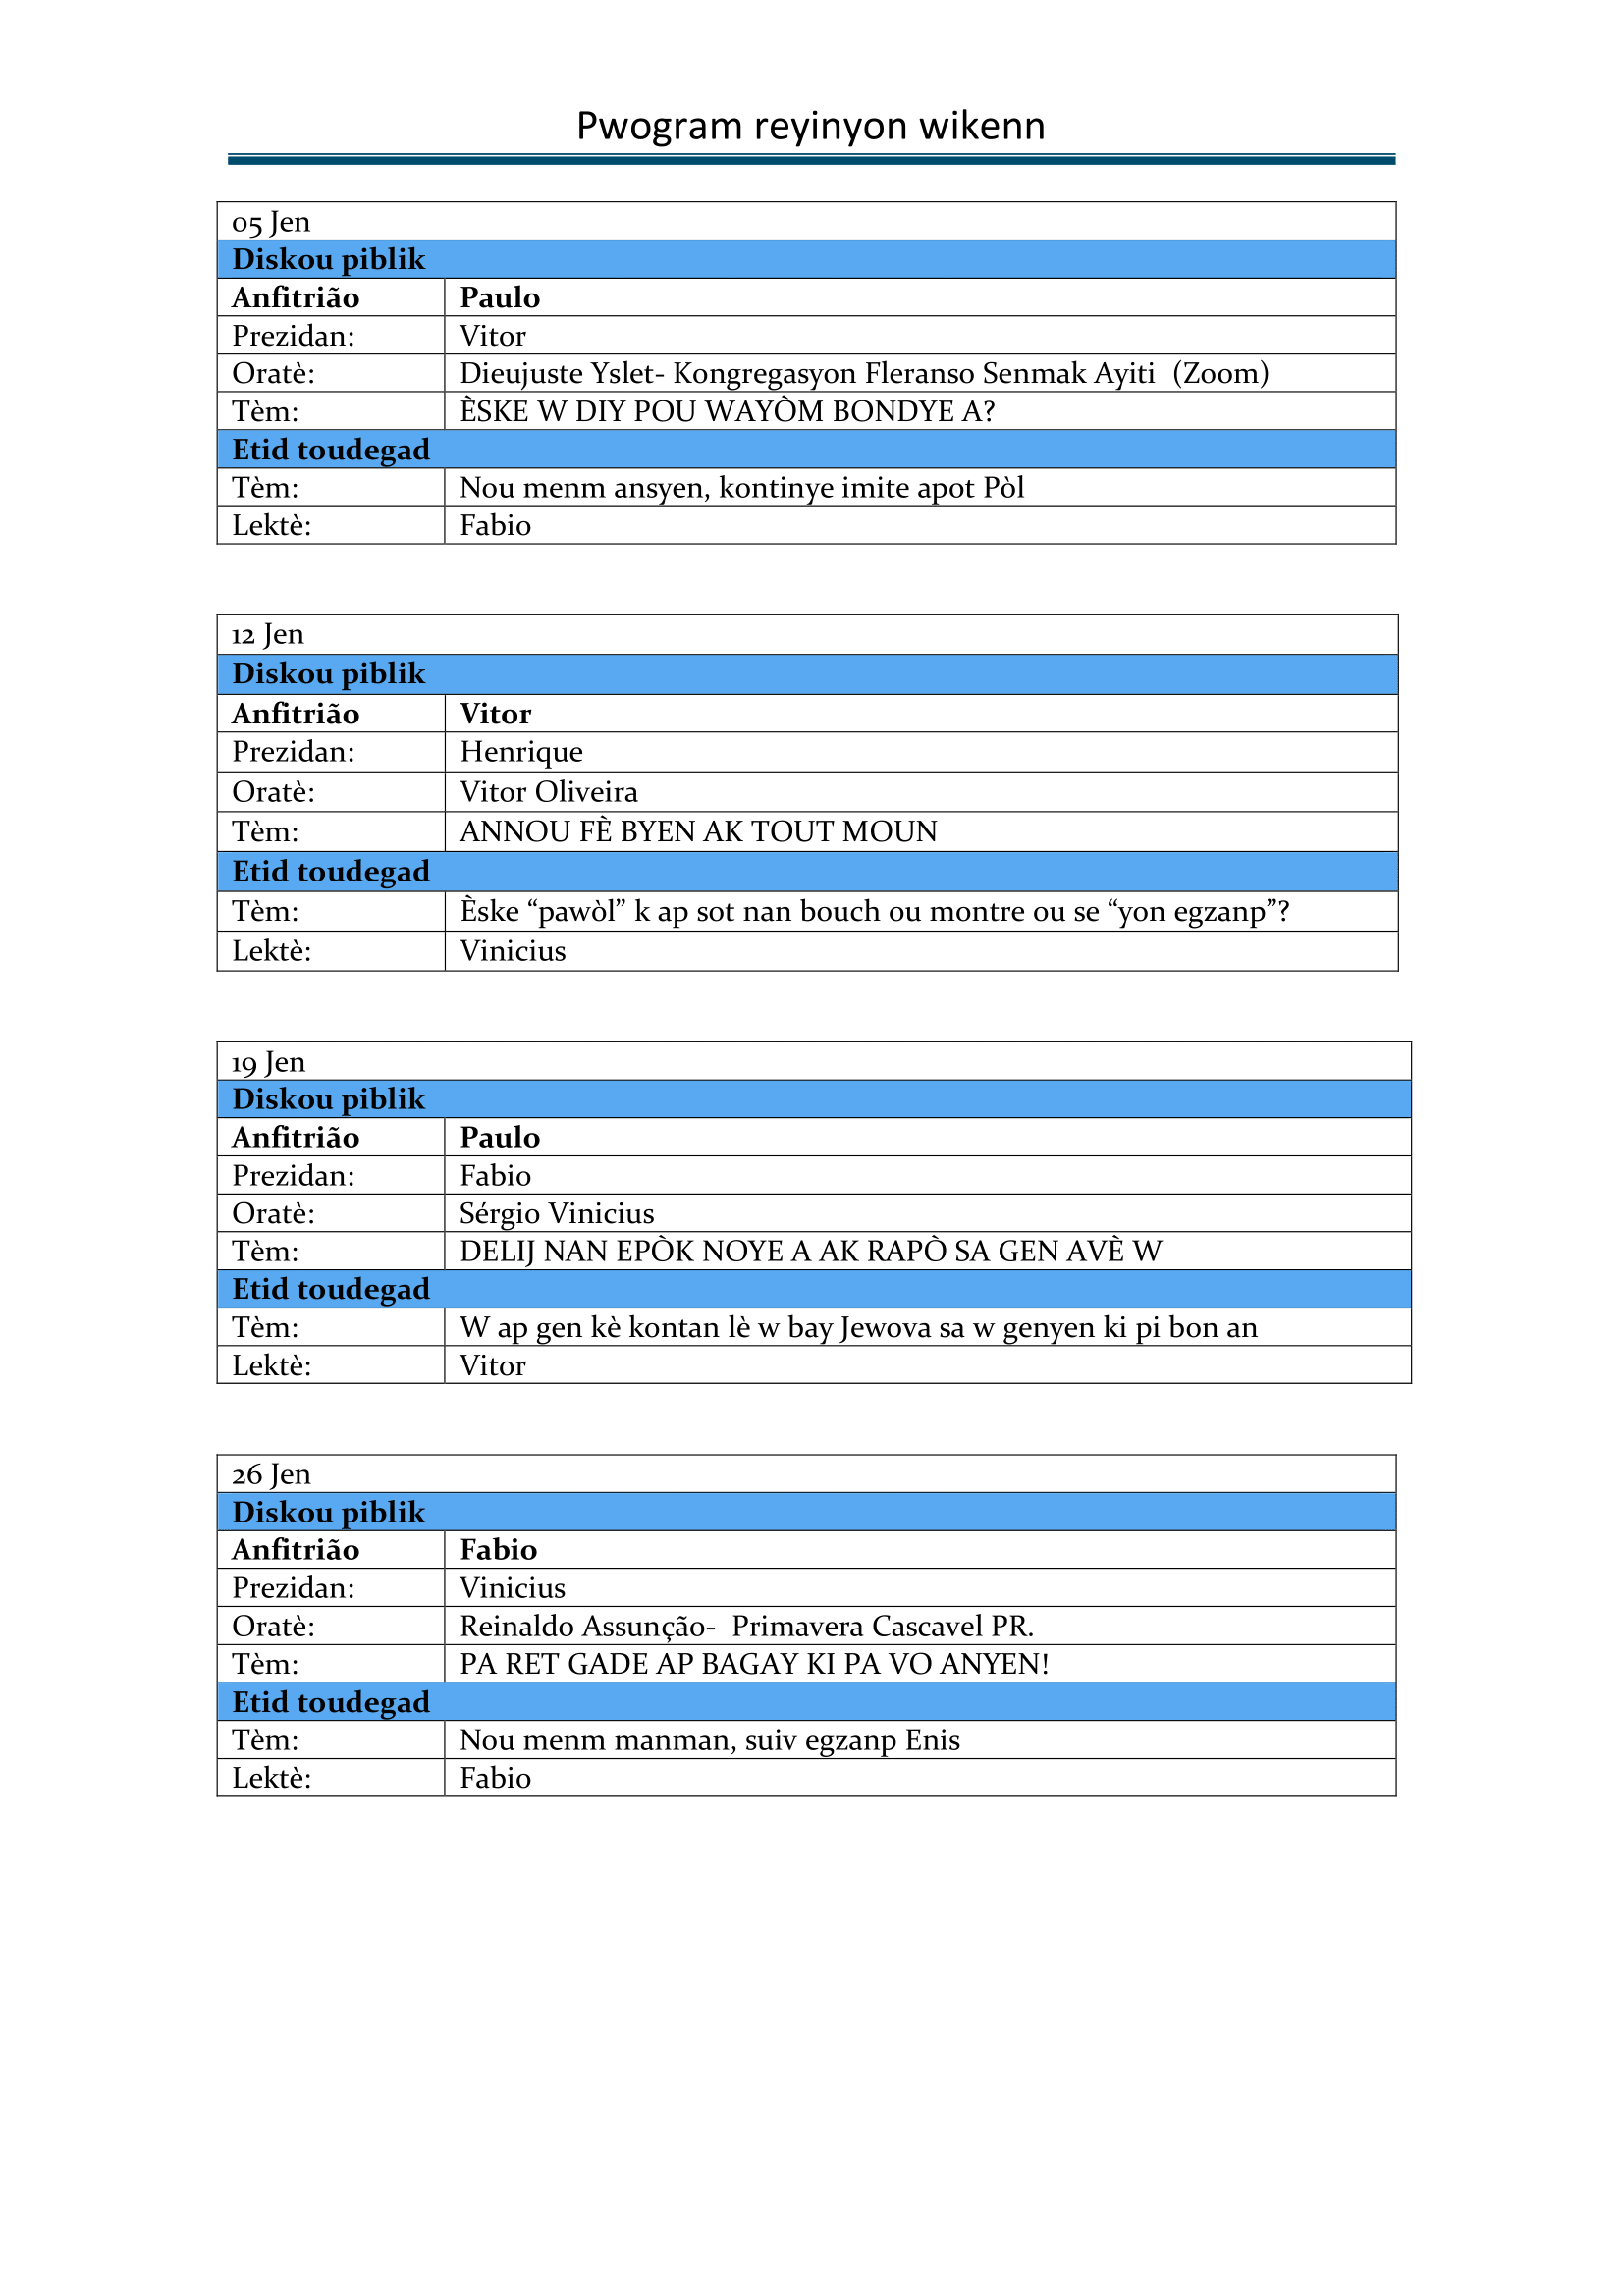 Pwogram reyinyon wikenn
05 Jen
Diskou piblik
Anfitrião Paulo
Prezidan: Vitor
Oratè: Dieujuste Yslet- Kongregasyon Fleranso Senmak Ayiti  (Zoom)
Tèm: ÈSKE W DIY POU WAYÒM BONDYE A?
Etid toudegad
Tèm: Nou menm ansyen, kontinye imite apot Pòl
Lektè: Fabio
12 Jen
Diskou piblik
Anfitrião Vitor
Prezidan: Henrique
Oratè: Vitor Oliveira
Tèm: ANNOU FÈ BYEN AK TOUT MOUN
Etid toudegad
Tèm: Èske “pawòl” k ap sot nan bouch ou montre ou se “yon egzanp”?
Lektè: Vinicius
19 Jen
Diskou piblik
Anfitrião Paulo
Prezidan: Fabio
Oratè: Sérgio Vinicius
Tèm: DELIJ NAN EPÒK NOYE A AK RAPÒ SA GEN AVÈ W
Etid toudegad
Tèm: W ap gen kè kontan lè w bay Jewova sa w genyen ki pi bon an
Lektè: Vitor
26 Jen
Diskou piblik
Anfitrião Fabio
Prezidan: Vinicius
Oratè: Reinaldo Assunção-  Primavera Cascavel PR.
Tèm: PA RET GADE AP BAGAY KI PA VO ANYEN!
Etid toudegad
Tèm: Nou menm manman, suiv egzanp Enis
Lektè: Fabio